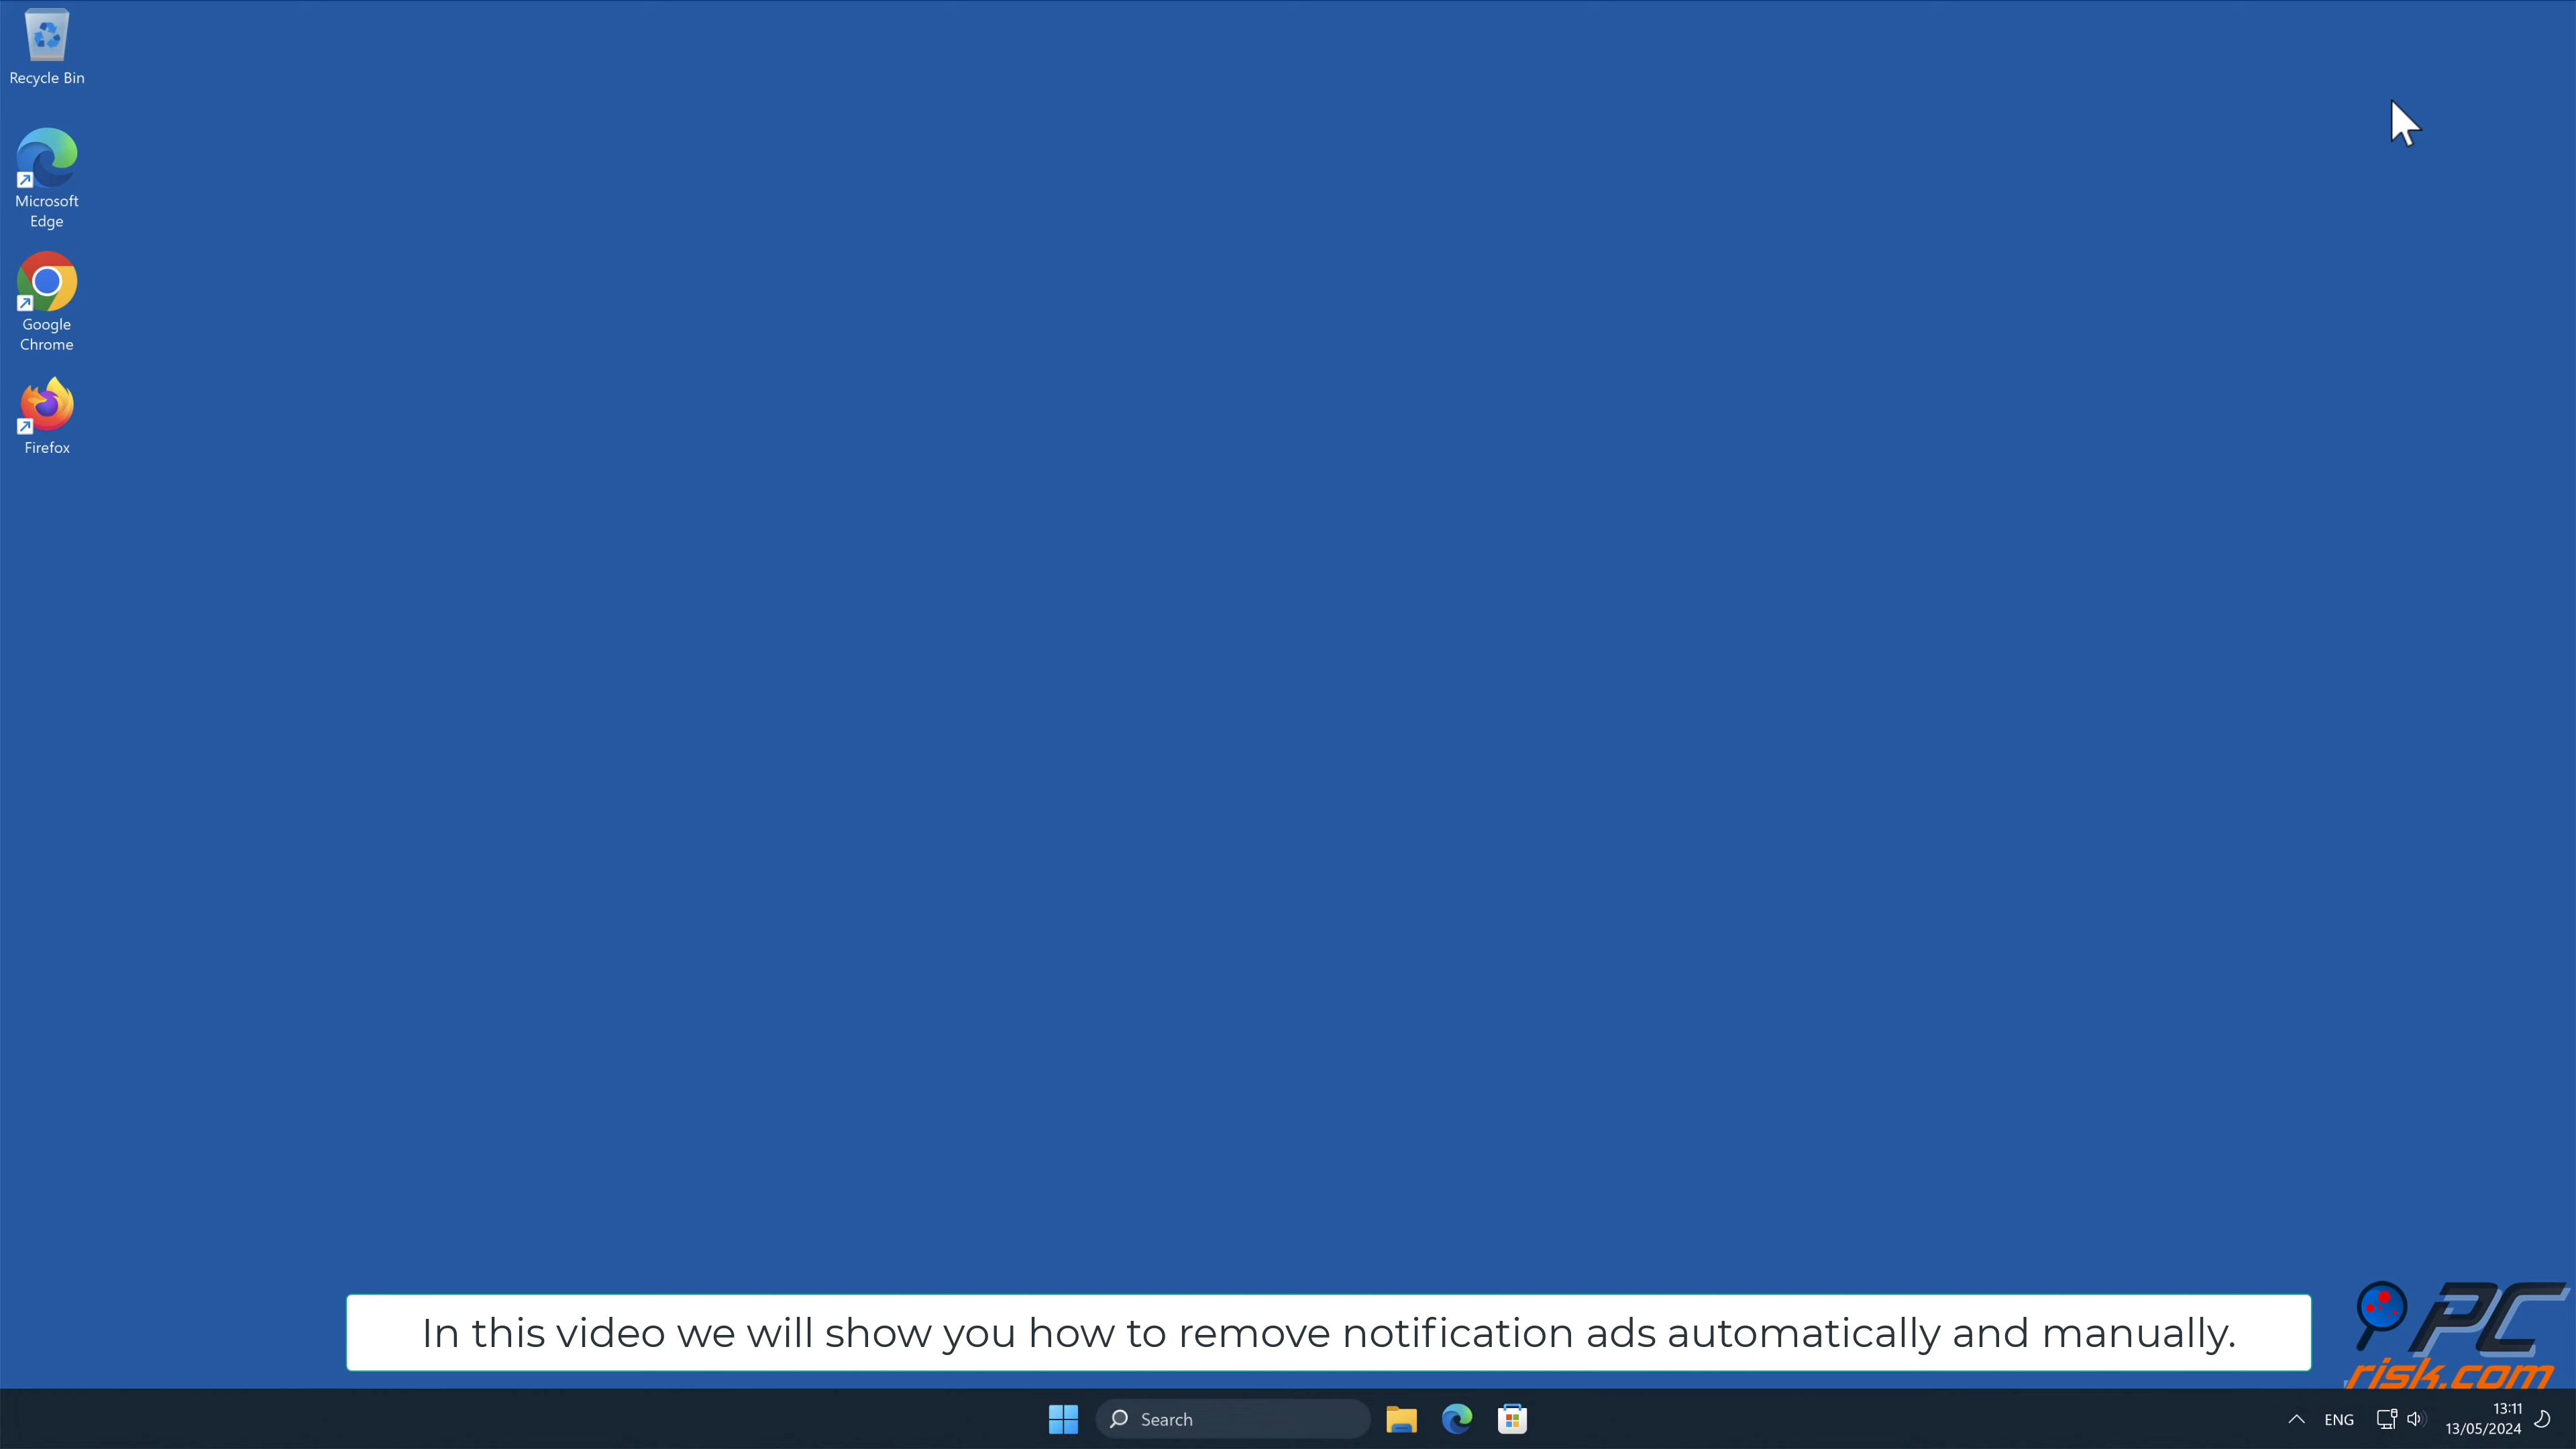 Recycle Bin
Microsoft
Edge
Google
Chrome
Firefox
In this video we will show you how to remove notification ads automatically and manually.
PC
risk.com
Search
ENG
13:11
13/05/2024